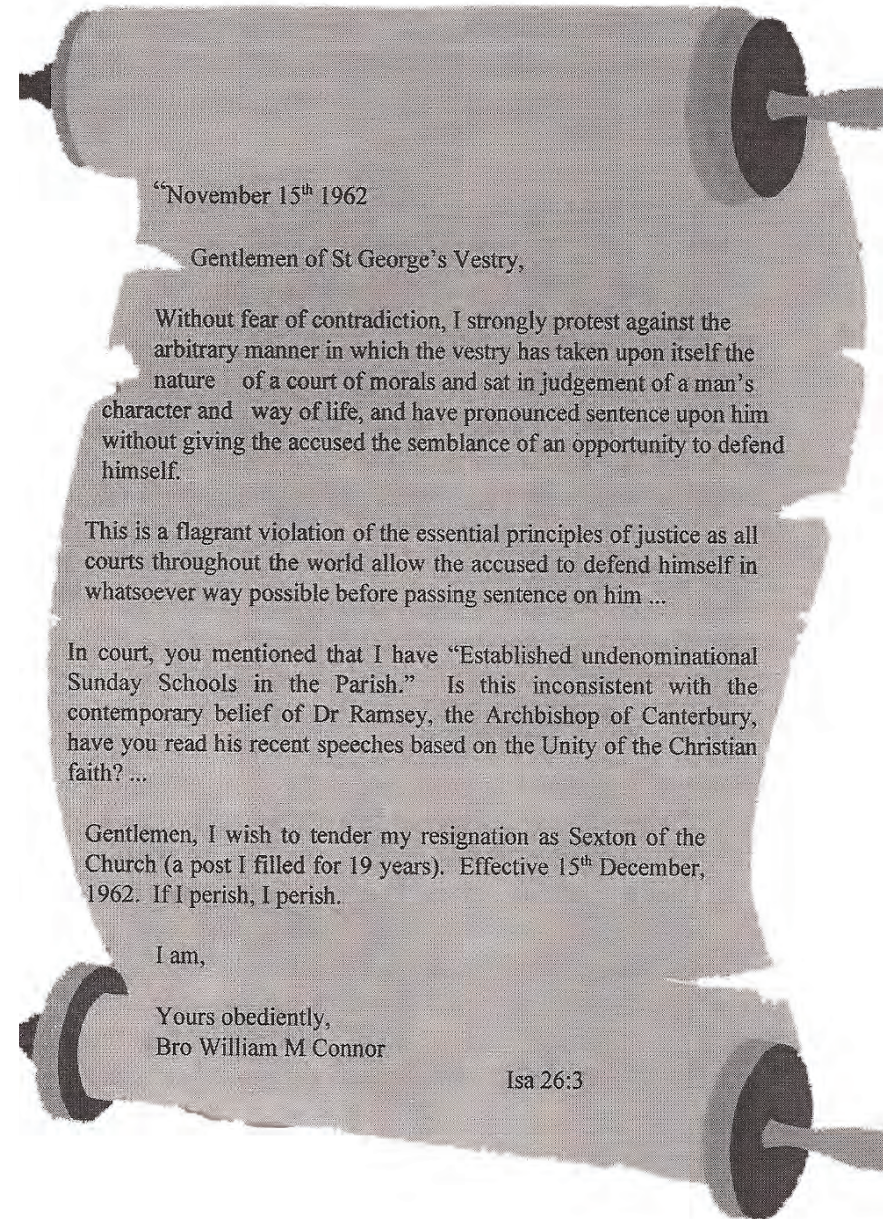 “November 15th 1962
Gentlemen of St George’s Vestry,
Without fear of contradiction, I strongly protest against the
arbitrary manner in which the vestry has taken upon itself the
nature of a court of morals and sat in judgement of a man’s
character and way of life, and have pronounced sentence upon him
without giving the accused the semblance of an opportunity to defend
himself.
This is a flagrant violation of the essential principles of justice as all
courts throughout the world allow the accused to defend himself in
whatsoever way possible before passing sentence on him ...
In court, you mentioned that I have “Established undenominational
Sunday Schools in the Parish.” Is this inconsistent with the
contemporary belief of Dr Ramsey, the Archbishop of Canterbury,
have you read his recent speeches based on the Unity of the Christian
faith? ...
Gentlemen, I wish to tender my resignation as Sexton of the
Church (a post I filled for 19 years). Effective 15th December,
1962. If I perish, I perish.
I am,
Yours obediently,
Bro William M Connor
Isa 26:3